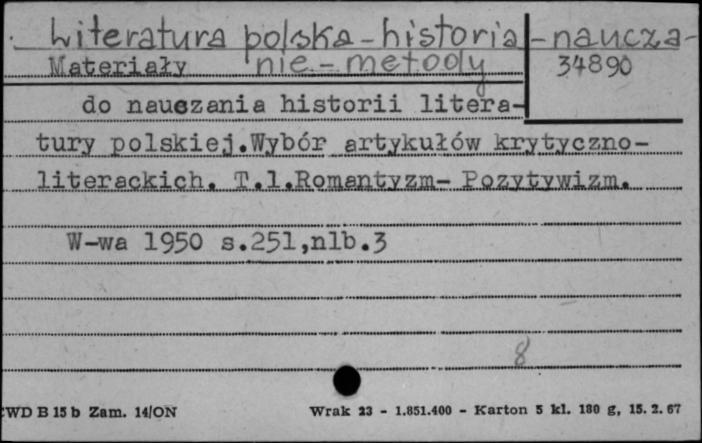 Literatura polska - historia - naucza-
nie - metody
Materiały
34890
do nauczania historii litera-
tury polskiej.Wybór artykułów krytyczno-
literackich. T.1.Romantyzm- Pozytywizm.
W-wa 1950 s.251,nlb.3
8
WD B 15 b Zam. 14/ON
Wrak 23 - 1.851.400 - Karton 5 kl. 180 g, 15. 2. 67